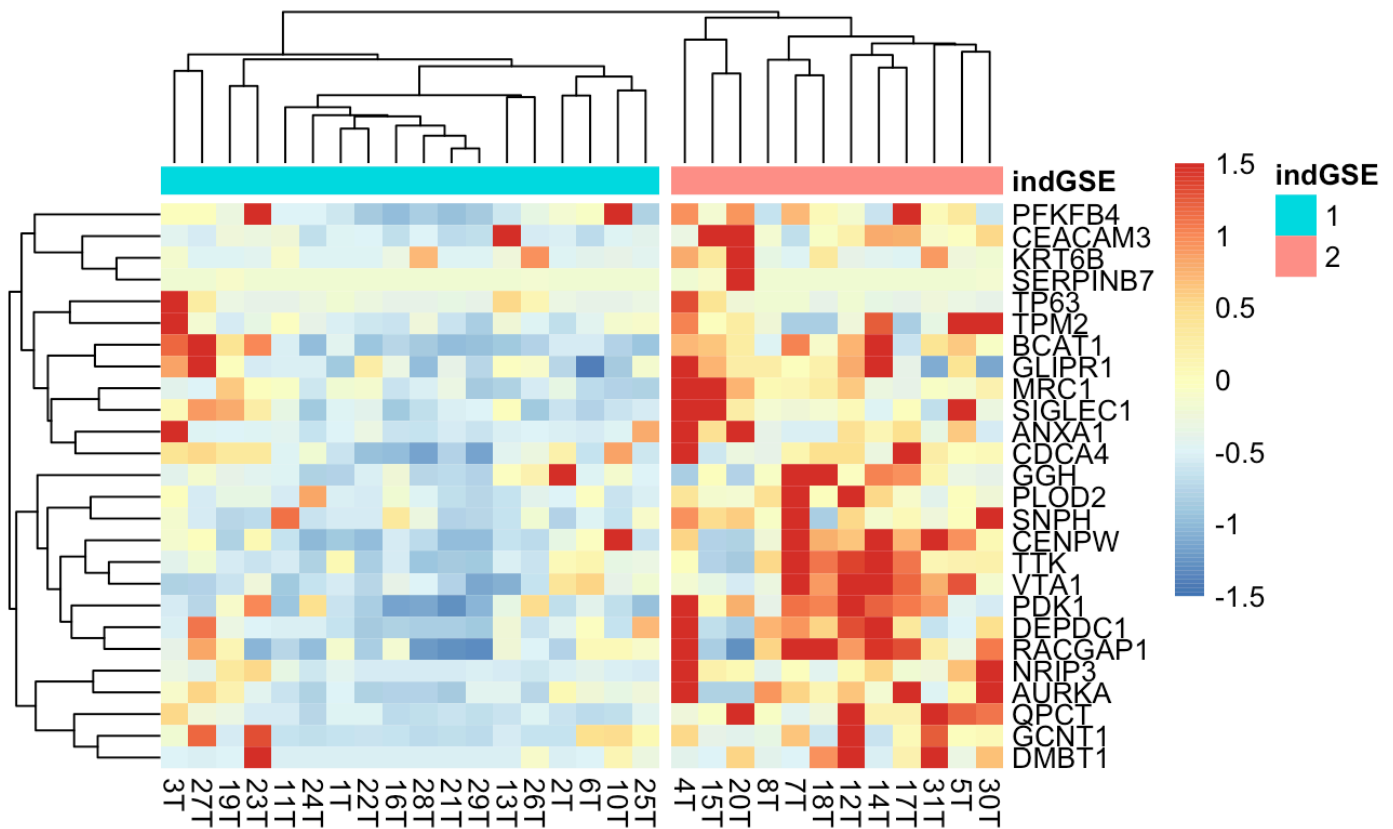 indGSE
PFKFB4
CEACAM3
KRT6B
SERPINB7
TP63
TPM2
BCAT1
GLIPR1
MRC1
SIGLEC1
ANXA1
CDCA4
GGH
PLOD2
SNPH
CENPW
TTK
VTA1
PDK1
DEPDC1
RACGAP1
NRIP3
AURKA
QPCT
GCNT1
DMBT1
3T 27T 19T 23T 11T 24T 1T 22T 16T 28T 21T 29T 13T 26T 2T 6T 10T 25T 4T 15T 20T 8T 7T 18T 12T 14T 17T 31T 5T 30T
1.5
1
0.5
0
-0.5
-1
-1.5
indGSE
1
2